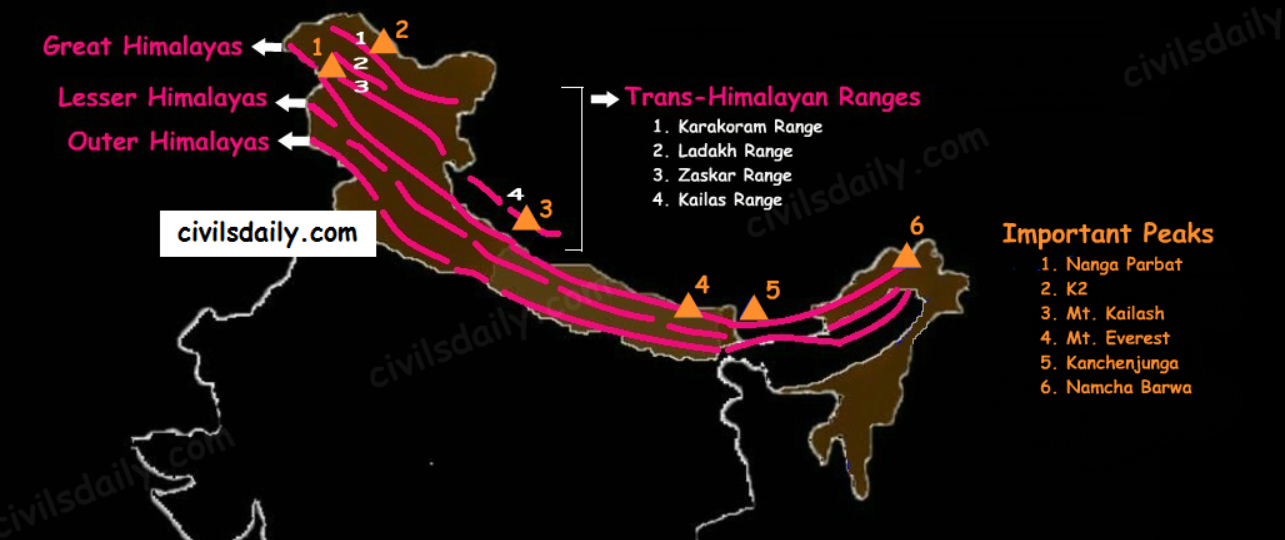 Great Himalayas
Lesser Himalayas
Outer Himalayas
1
2
1
2
3
4
3
4
5
6
Trans-Himalayan Ranges
1. Karakoram Range
2. Ladakh Range
3. Zaskar Range
4. Kailas Range
civilsdaily.com
Important Peaks
1. Nanga Parbat
2. K2
3. Mt. Kailash
4. Mt. Everest
5. Kanchenjunga
6. Namcha Barwa
civilsdaily
civilsdaily.com
civilsdaily.com
civilsdaily.com